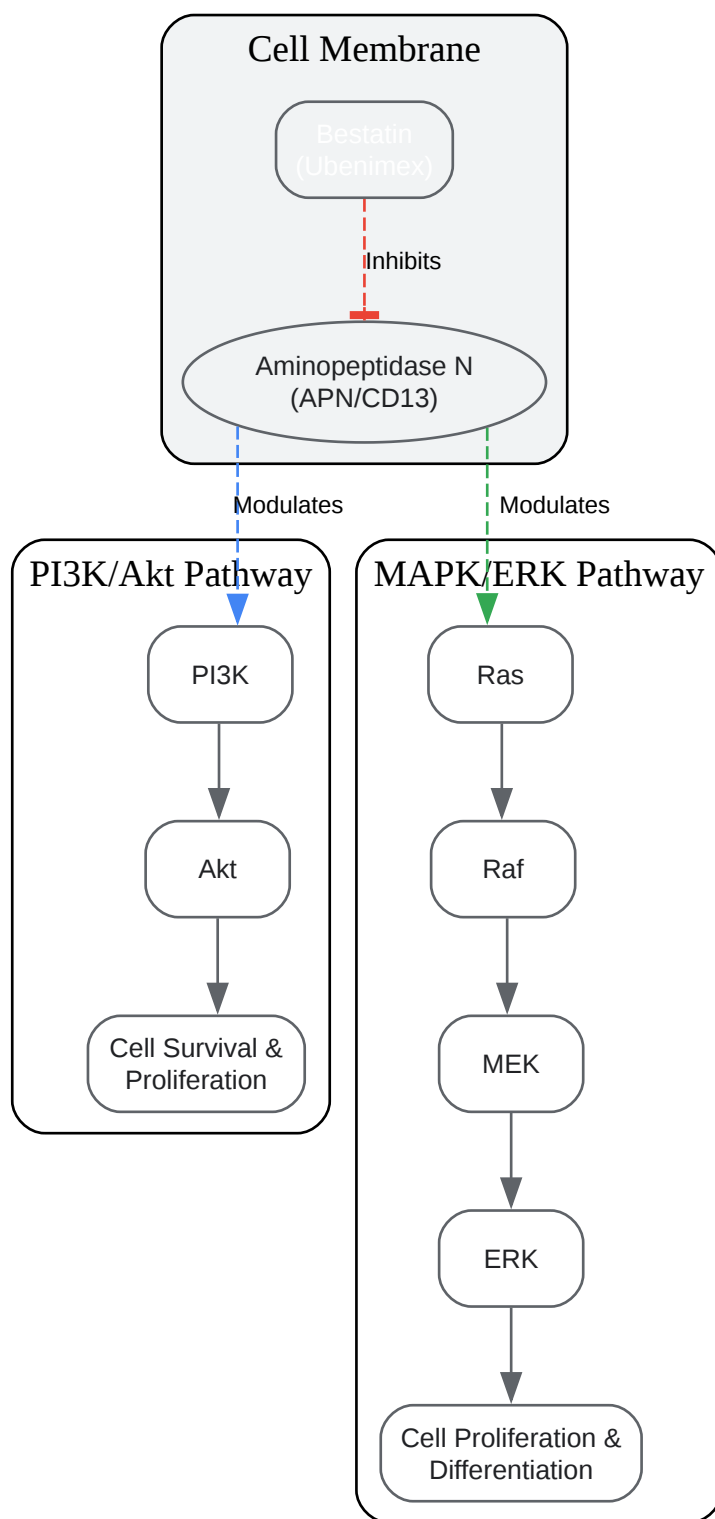 Cell Membrane
Bestatin
(Ubenimex)
Inhibits
Aminopeptidase N
(APN/CD13)
Modulates
Modulates
PI3K/Akt Pathway
MAPK/ERK Pathway
PI3K
Ras
Akt
Raf
Cell Survival &
Proliferation
MEK
ERK
Cell Proliferation &
Differentiation